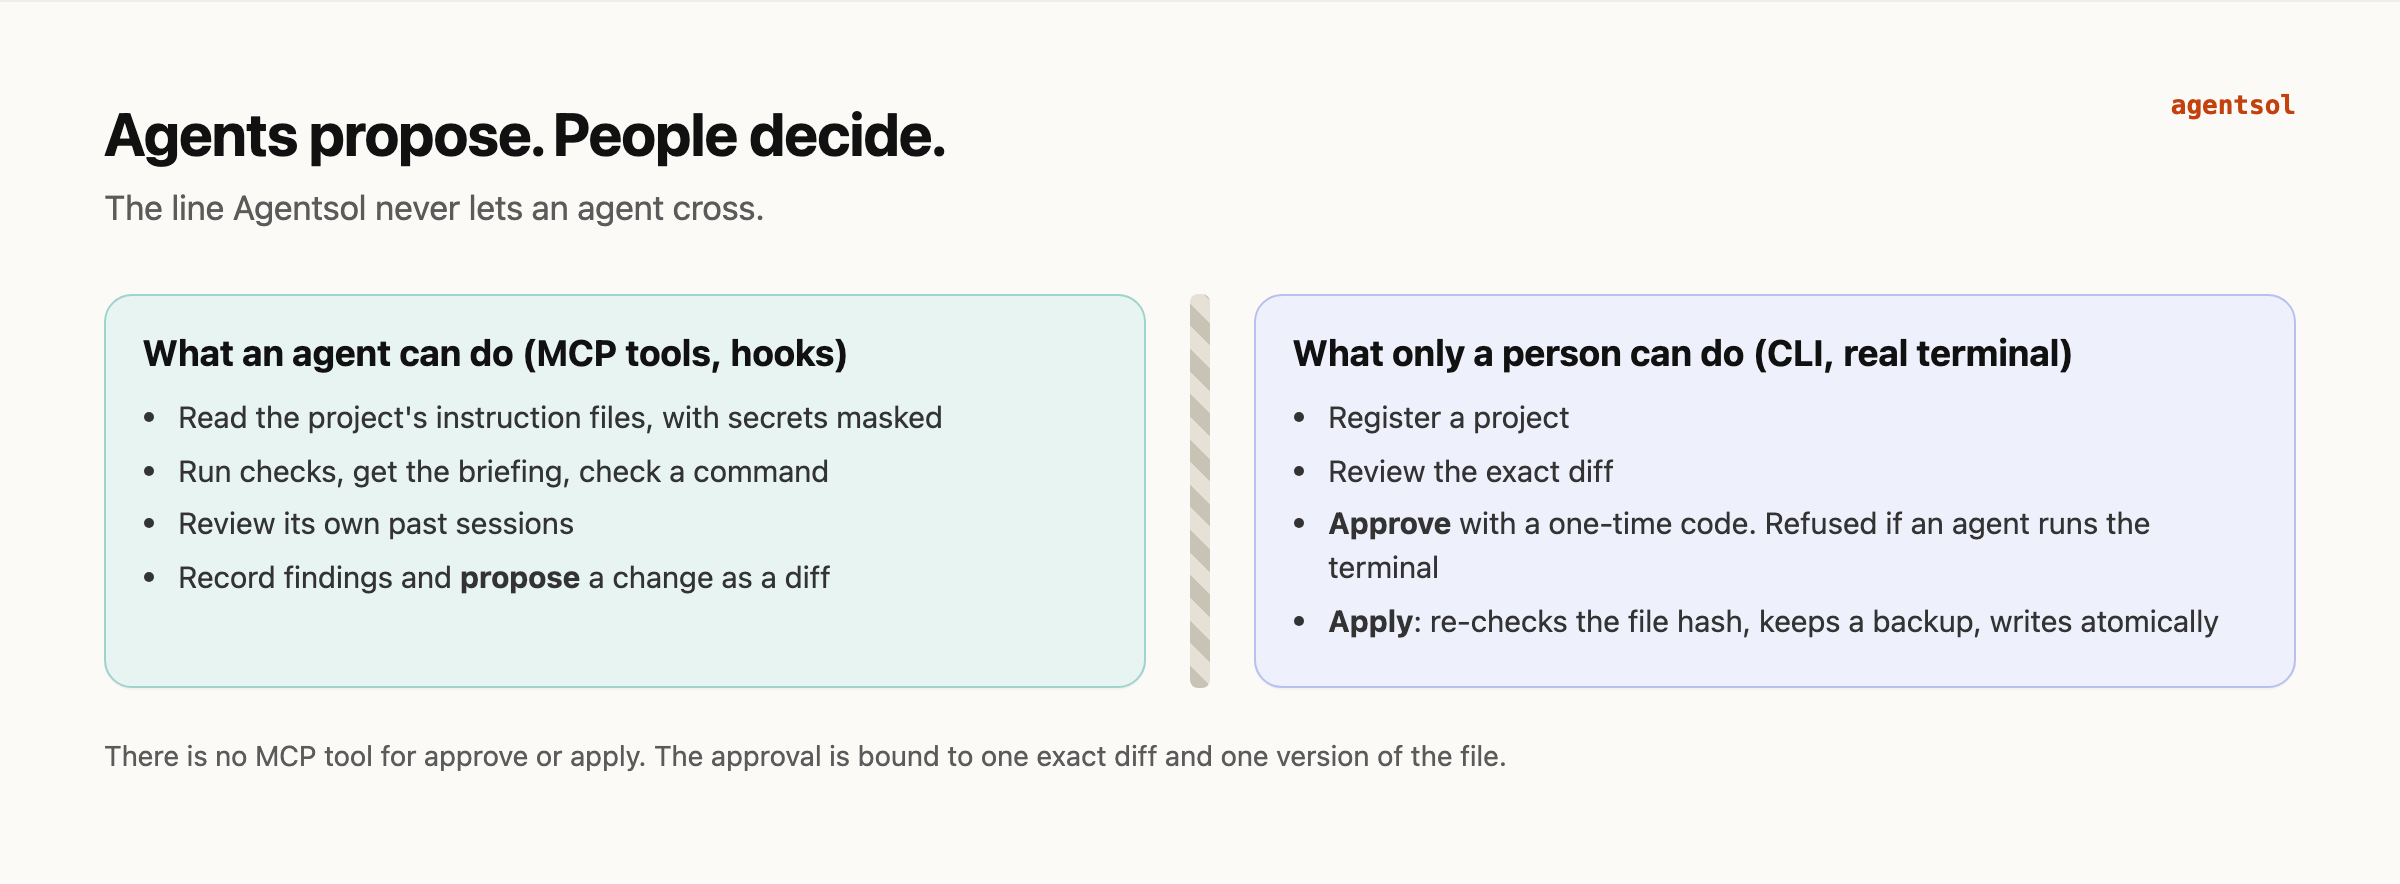 agentsol
Agents propose. People decide.
The line Agentsol never lets an agent cross.
What an agent can do (MCP tools, hooks)
• Read the project's instruction files, with secrets masked
• Run checks, get the briefing, check a command
• Review its own past sessions
• Record findings and propose a change as a diff
What only a person can do (CLI, real terminal)
• Register a project
• Review the exact diff
• Approve with a one-time code. Refused if an agent runs the
terminal
• Apply: re-checks the file hash, keeps a backup, writes atomically
There is no MCP tool for approve or apply. The approval is bound to one exact diff and one version of the file.